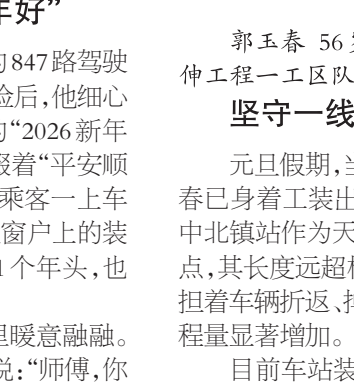 年好”
的847路驾驶
检后，他细心
的“2026新年
缀着“平安顺
乘客一上车
窗户上的装
1个年头，也
里暖意融融。
说：“师傅，你
郭玉春 56
伸工程一工区队
坚守一线
元旦假期，
春已身着工装出
中北镇站作为天
点，其长度远超
担着车辆折返、
程量显著增加。
目前车站装